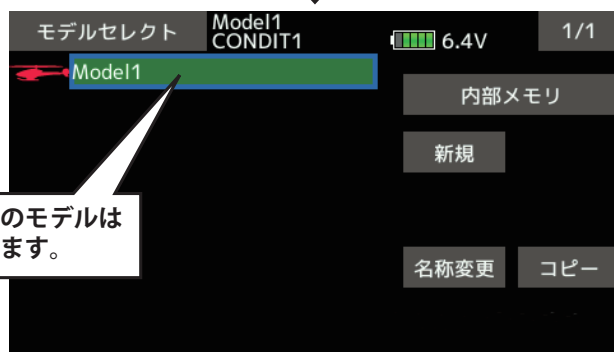 モデルセレクト
Model1
CONDIT1
6.4V
1/1
Model1
内部メモリ
新規
のモデルは
ます。
名称変更
コピー